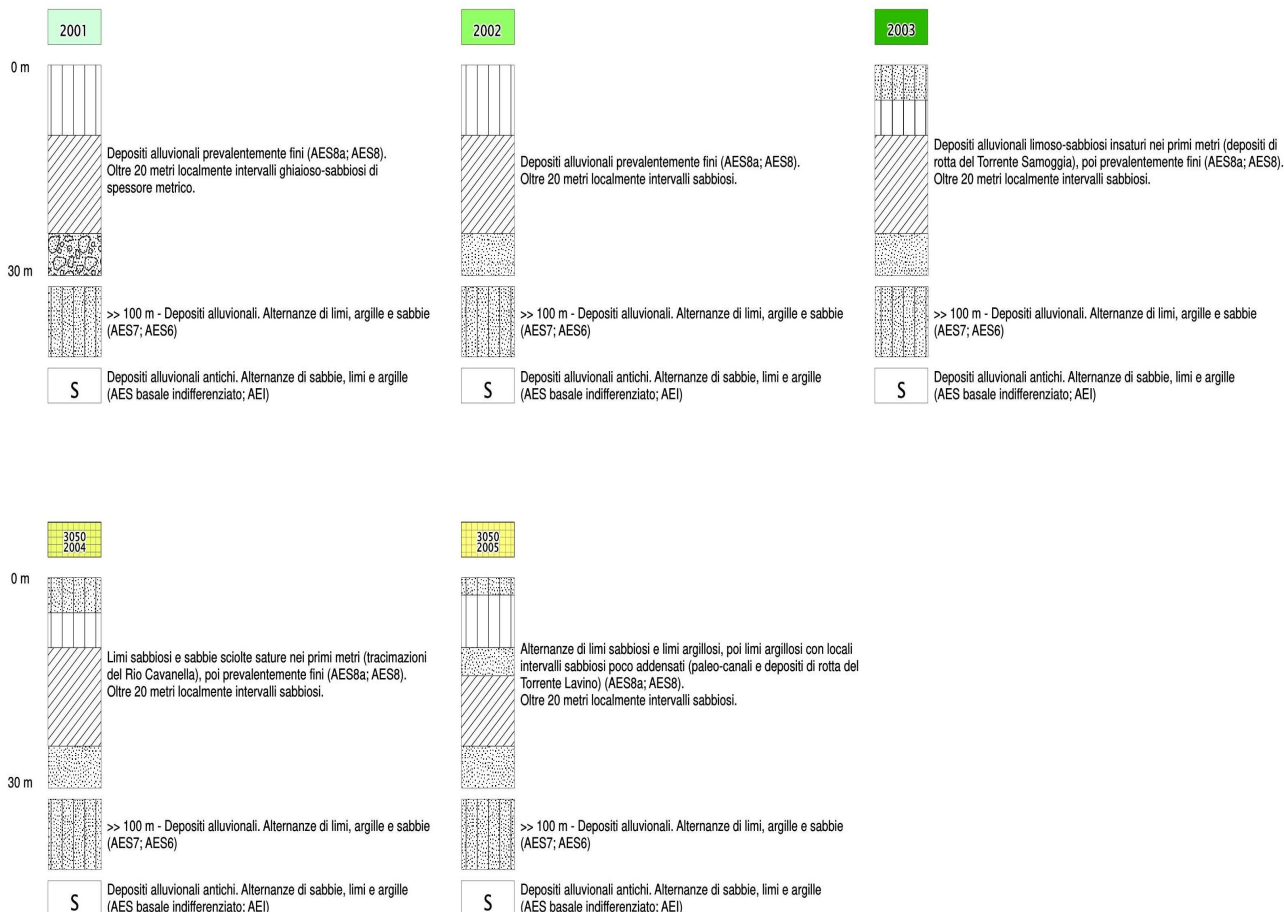 2001
0 m
Depositi alluvionali prevalentemente fini (AES8a; AES8).
Oltre 20 metri localmente intervalli ghiaioso-sabbiosi di
spessore metrico.
30 m
>> 100 m - Depositi alluvionali. Alternanze di limi, argille e sabbie
(AES7; AES6)
S
Depositi alluvionali antichi. Alternanze di sabbie, limi e argille
(AES basale indifferenziato; AEI)
2002
Depositi alluvionali prevalentemente fini (AES8a; AES8).
Oltre 20 metri localmente intervalli sabbiosi.
>> 100 m - Depositi alluvionali. Alternanze di limi, argille e sabbie
(AES7; AES6)
S
Depositi alluvionali antichi. Alternanze di sabbie, limi e argille
(AES basale indifferenziato; AEI)
2003
Depositi alluvionali limoso-sabbiosi insaturi nei primi metri (depositi di
rotta del Torrente Samoggia), poi prevalentemente fini (AES8a; AES8).
Oltre 20 metri localmente intervalli sabbiosi.
>> 100 m - Depositi alluvionali. Alternanze di limi, argille e sabbie
(AES7; AES6)
S
Depositi alluvionali antichi. Alternanze di sabbie, limi e argille
(AES basale indifferenziato; AEI)
3050
2004
0 m
Limi sabbiosi e sabbie sciolte sature nei primi metri (tracimazioni
del Rio Cavanella), poi prevalentemente fini (AES8a; AES8).
Oltre 20 metri localmente intervalli sabbiosi.
30 m
>> 100 m - Depositi alluvionali. Alternanze di limi, argille e sabbie
(AES7; AES6)
S
Depositi alluvionali antichi. Alternanze di sabbie, limi e argille
(AES basale indifferenziato; AEI)
3050
2005
Alternanze di limi sabbiosi e limi argillosi, poi limi argillosi con locali
intervalli sabbiosi poco addensati (paleo-canali e depositi di rotta del
Torrente Lavino) (AES8a; AES8).
Oltre 20 metri localmente intervalli sabbiosi.
>> 100 m - Depositi alluvionali. Alternanze di limi, argille e sabbie
(AES7; AES6)
S
Depositi alluvionali antichi. Alternanze di sabbie, limi e argille
(AES basale indifferenziato; AEI)